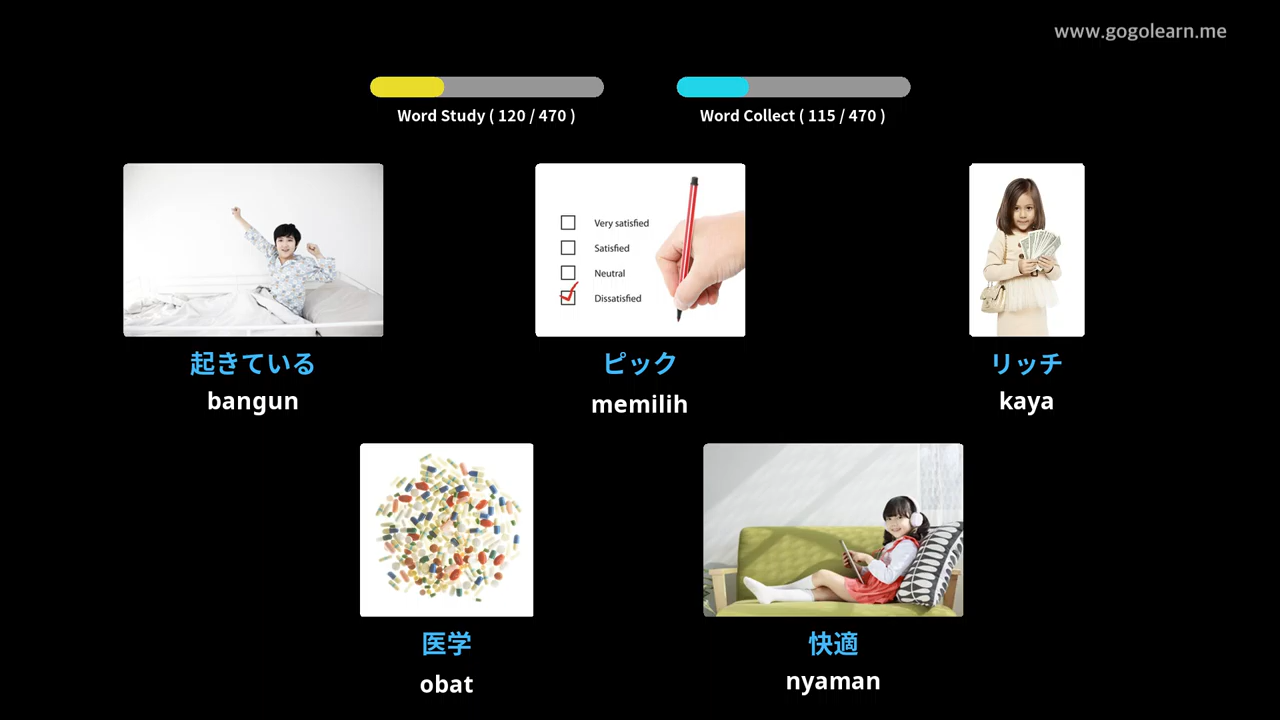 www.gogolearn.me
Word Study ( 120 / 470 )
Word Collect ( 115 / 470 )
Very satisfied
Satisfied
Neutral
Dissatisfied
起きている
ピック
リッチ
bangun
memilih
kaya
医学
快適
obat
nyaman